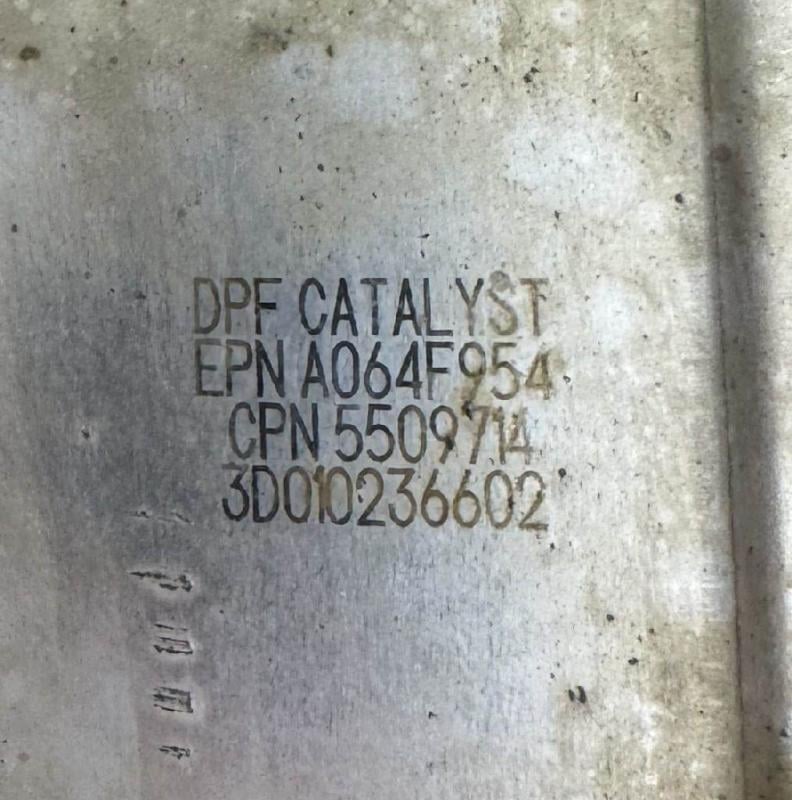 DPF CATALYST
EPN A064F954
CPN 5509714
3D010236602